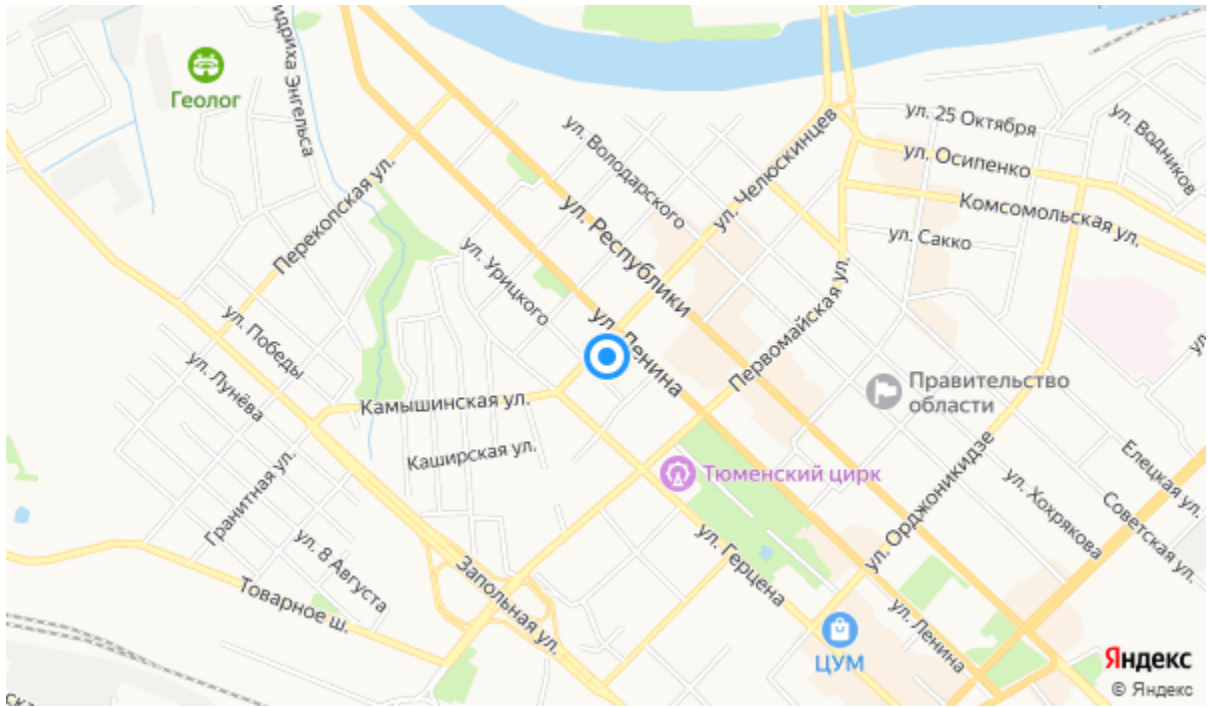 идриха Энгельса
Геолог
ул. 25 Октября
ул. Водников
ул. Володарского
ул. Челюскинцев
ул. Осипенко
Перекопская ул.
Комсомольская ул.
ул. Республики
ул. Сакко
ул. Урицкого
ул. Победы
ул. Ленина
Первомайская ул.
ул
ул. Лунёва
Правительство
области
Камышинская ул.
Каширская ул.
Тюменский цирк
Гранитная ул.
ул. Орджоникидзе
ул. Хохрякова
Елецкая ул.
Советская ул.
ул. 8 Августа
Запольная ул.
ул. Герцена
Товарное ш.
ул. Ленина
ЦУМ
Яндекс
© Яндекс